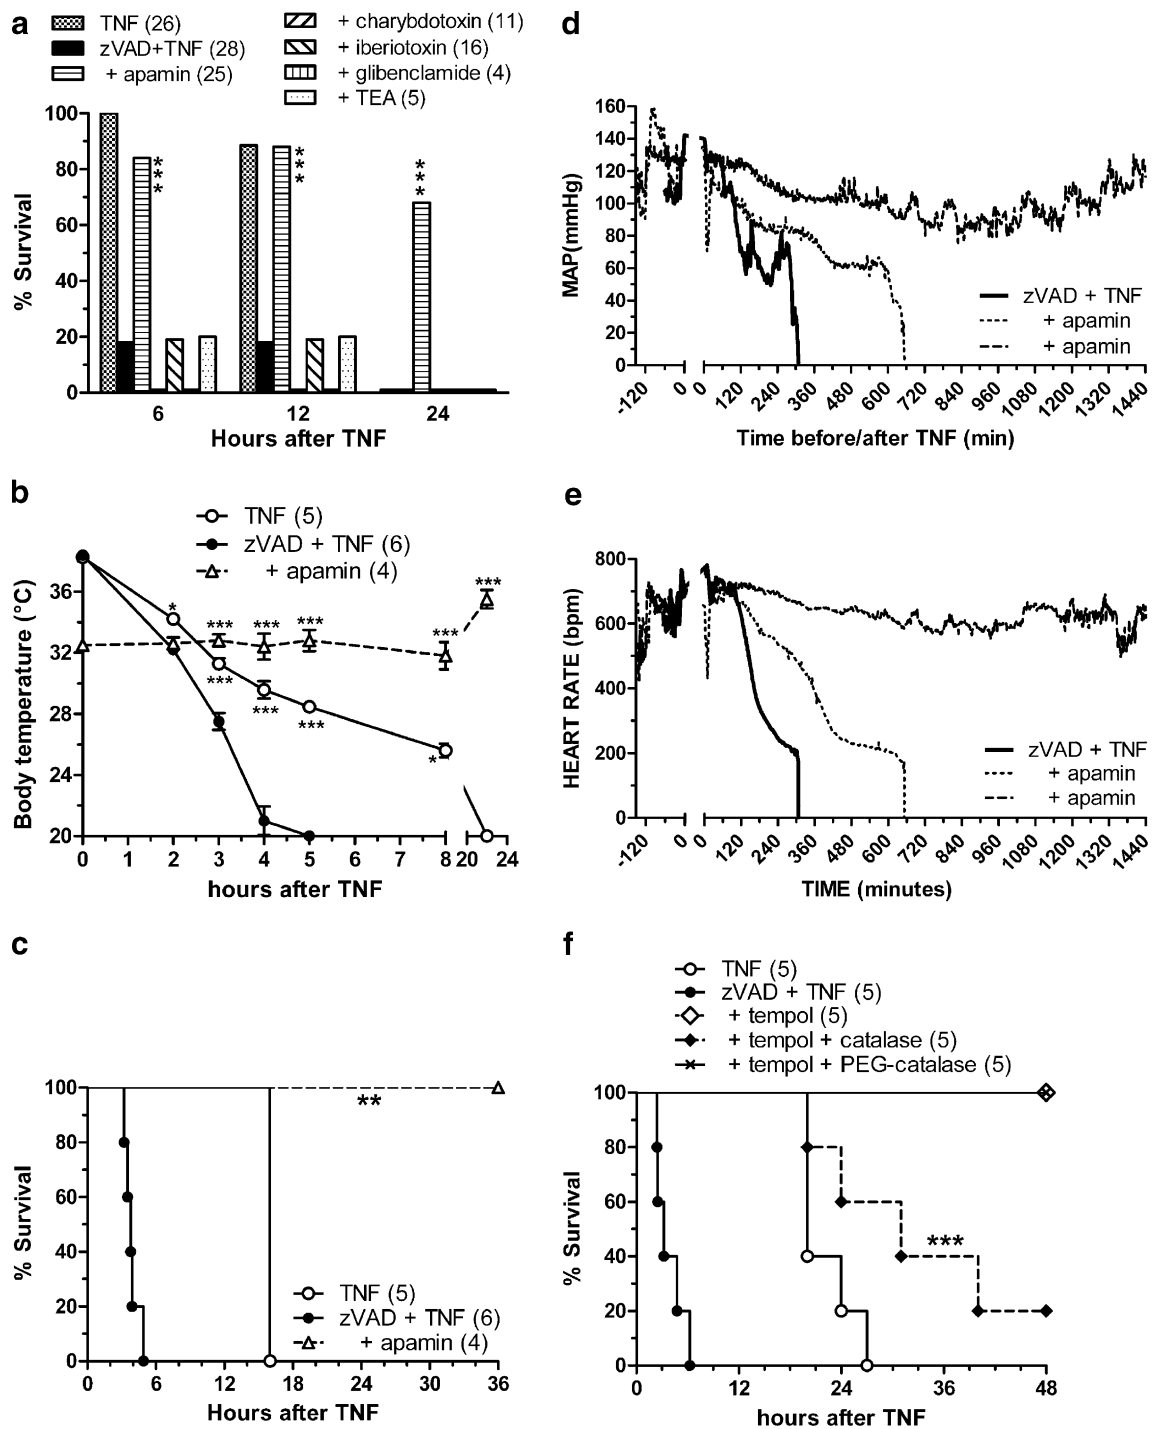 a
TNF (26)
zVAD+TNF (28)
+ apamin (25)
+ charybdotoxin (11)
+ iberiotoxin (16)
+ glibenclamide (4)
+ TEA (5)
% Survival
100
80
60
40
20
0
***
***
***
6 12 24
Hours after TNF
b
TNF (5)
zVAD + TNF (6)
+ apamin (4)
Body temperature (°C)
36
32
28
24
20
*
***
***
***
***
***
***
***
*
***
0 1 2 3 4 5 6 7 8 20 24
hours after TNF
c
% Survival
100
80
60
40
20
0
**
TNF (5)
zVAD + TNF (6)
+ apamin (4)
0 6 12 18 24 30 36
Hours after TNF
d
MAP(mmHg)
160
140
120
100
80
60
40
20
0
zVAD + TNF
+ apamin
+ apamin
-120 0 0 120 240 360 480 600 720 840 960 1080 1200 1320 1440
Time before/after TNF (min)
e
HEART RATE (bpm)
800
600
400
200
0
zVAD + TNF
+ apamin
+ apamin
-120 0 0 120 240 360 480 600 720 840 960 1080 1200 1320 1440
TIME (minutes)
f
TNF (5)
zVAD + TNF (5)
+ tempol (5)
+ tempol + catalase (5)
+ tempol + PEG-catalase (5)
% Survival
100
80
60
40
20
0
***
0 12 24 36 48
hours after TNF